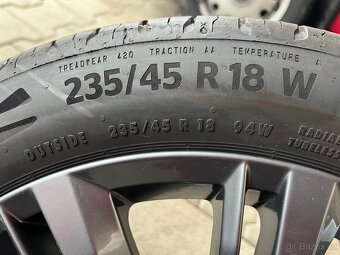 TREADWEAR 420 TRACTION AA TEMPERATURE A
235/45 R 18 W
OUTSIDE 235/45 R 18 94W RADIAL
TUBELESS